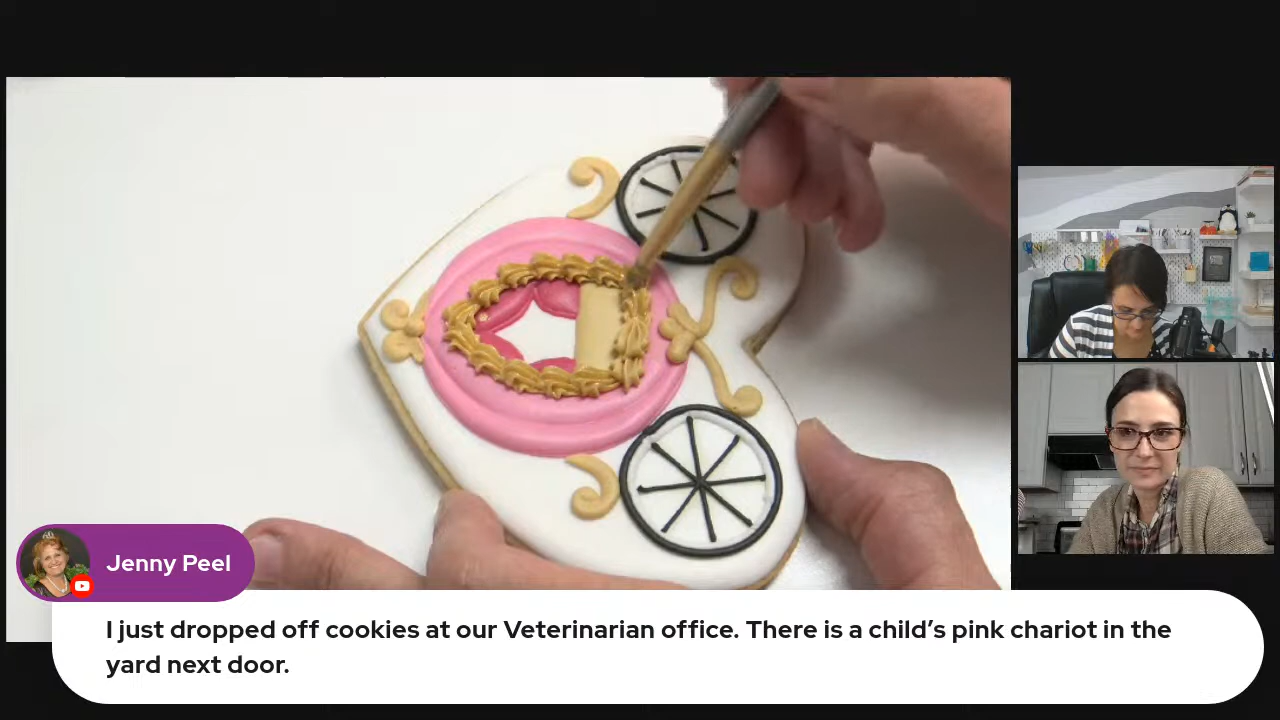 Jenny Peel
I just dropped off cookies at our Veterinarian office. There is a child’s pink chariot in the
yard next door.